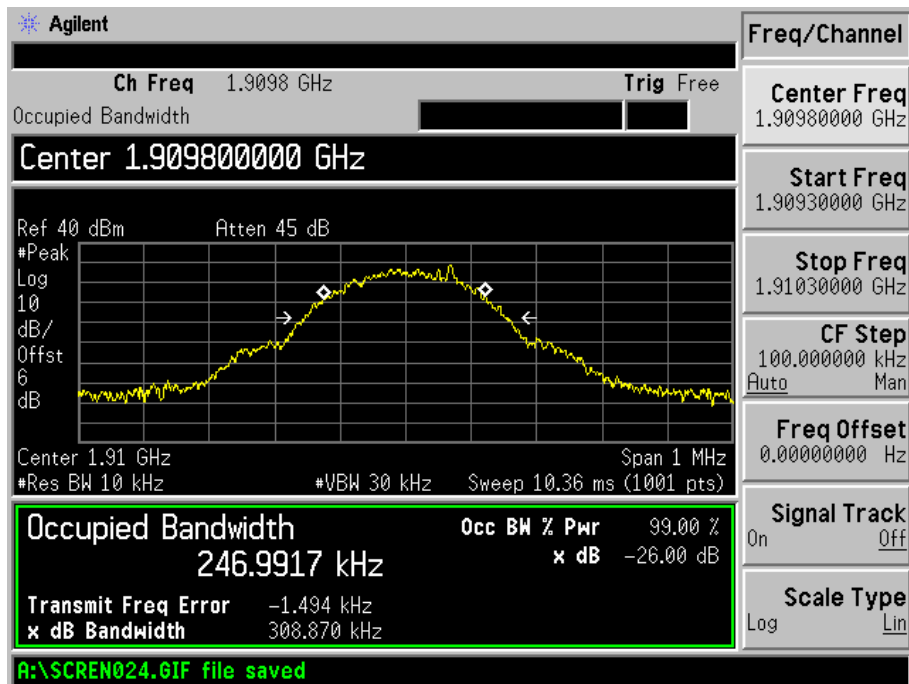 Agilent
Freq/Channel
Ch Freq 1.9098 GHz Trig Free
Occupied Bandwidth
Center 1.909800000 GHz
Ref 40 dBm Atten 45 dB
#Peak
Log
10
dB/
Offst
6
dB
Center 1.91 GHz Span 1 MHz
#Res BW 10 kHz #VBW 30 kHz Sweep 10.36 ms (1001 pts)
Occupied Bandwidth
246.9917 kHz
Occ BW % Pwr 99.00 %
x dB -26.00 dB
Transmit Freq Error -1.494 kHz
x dB Bandwidth 308.870 kHz
A:\SCREN024.GIF file saved
Center Freq
1.90980000 GHz
Start Freq
1.90930000 GHz
Stop Freq
1.91030000 GHz
CF Step
100.000000 kHz
Auto Man
Freq Offset
0.00000000 Hz
Signal Track
On Off
Scale Type
Log Lin